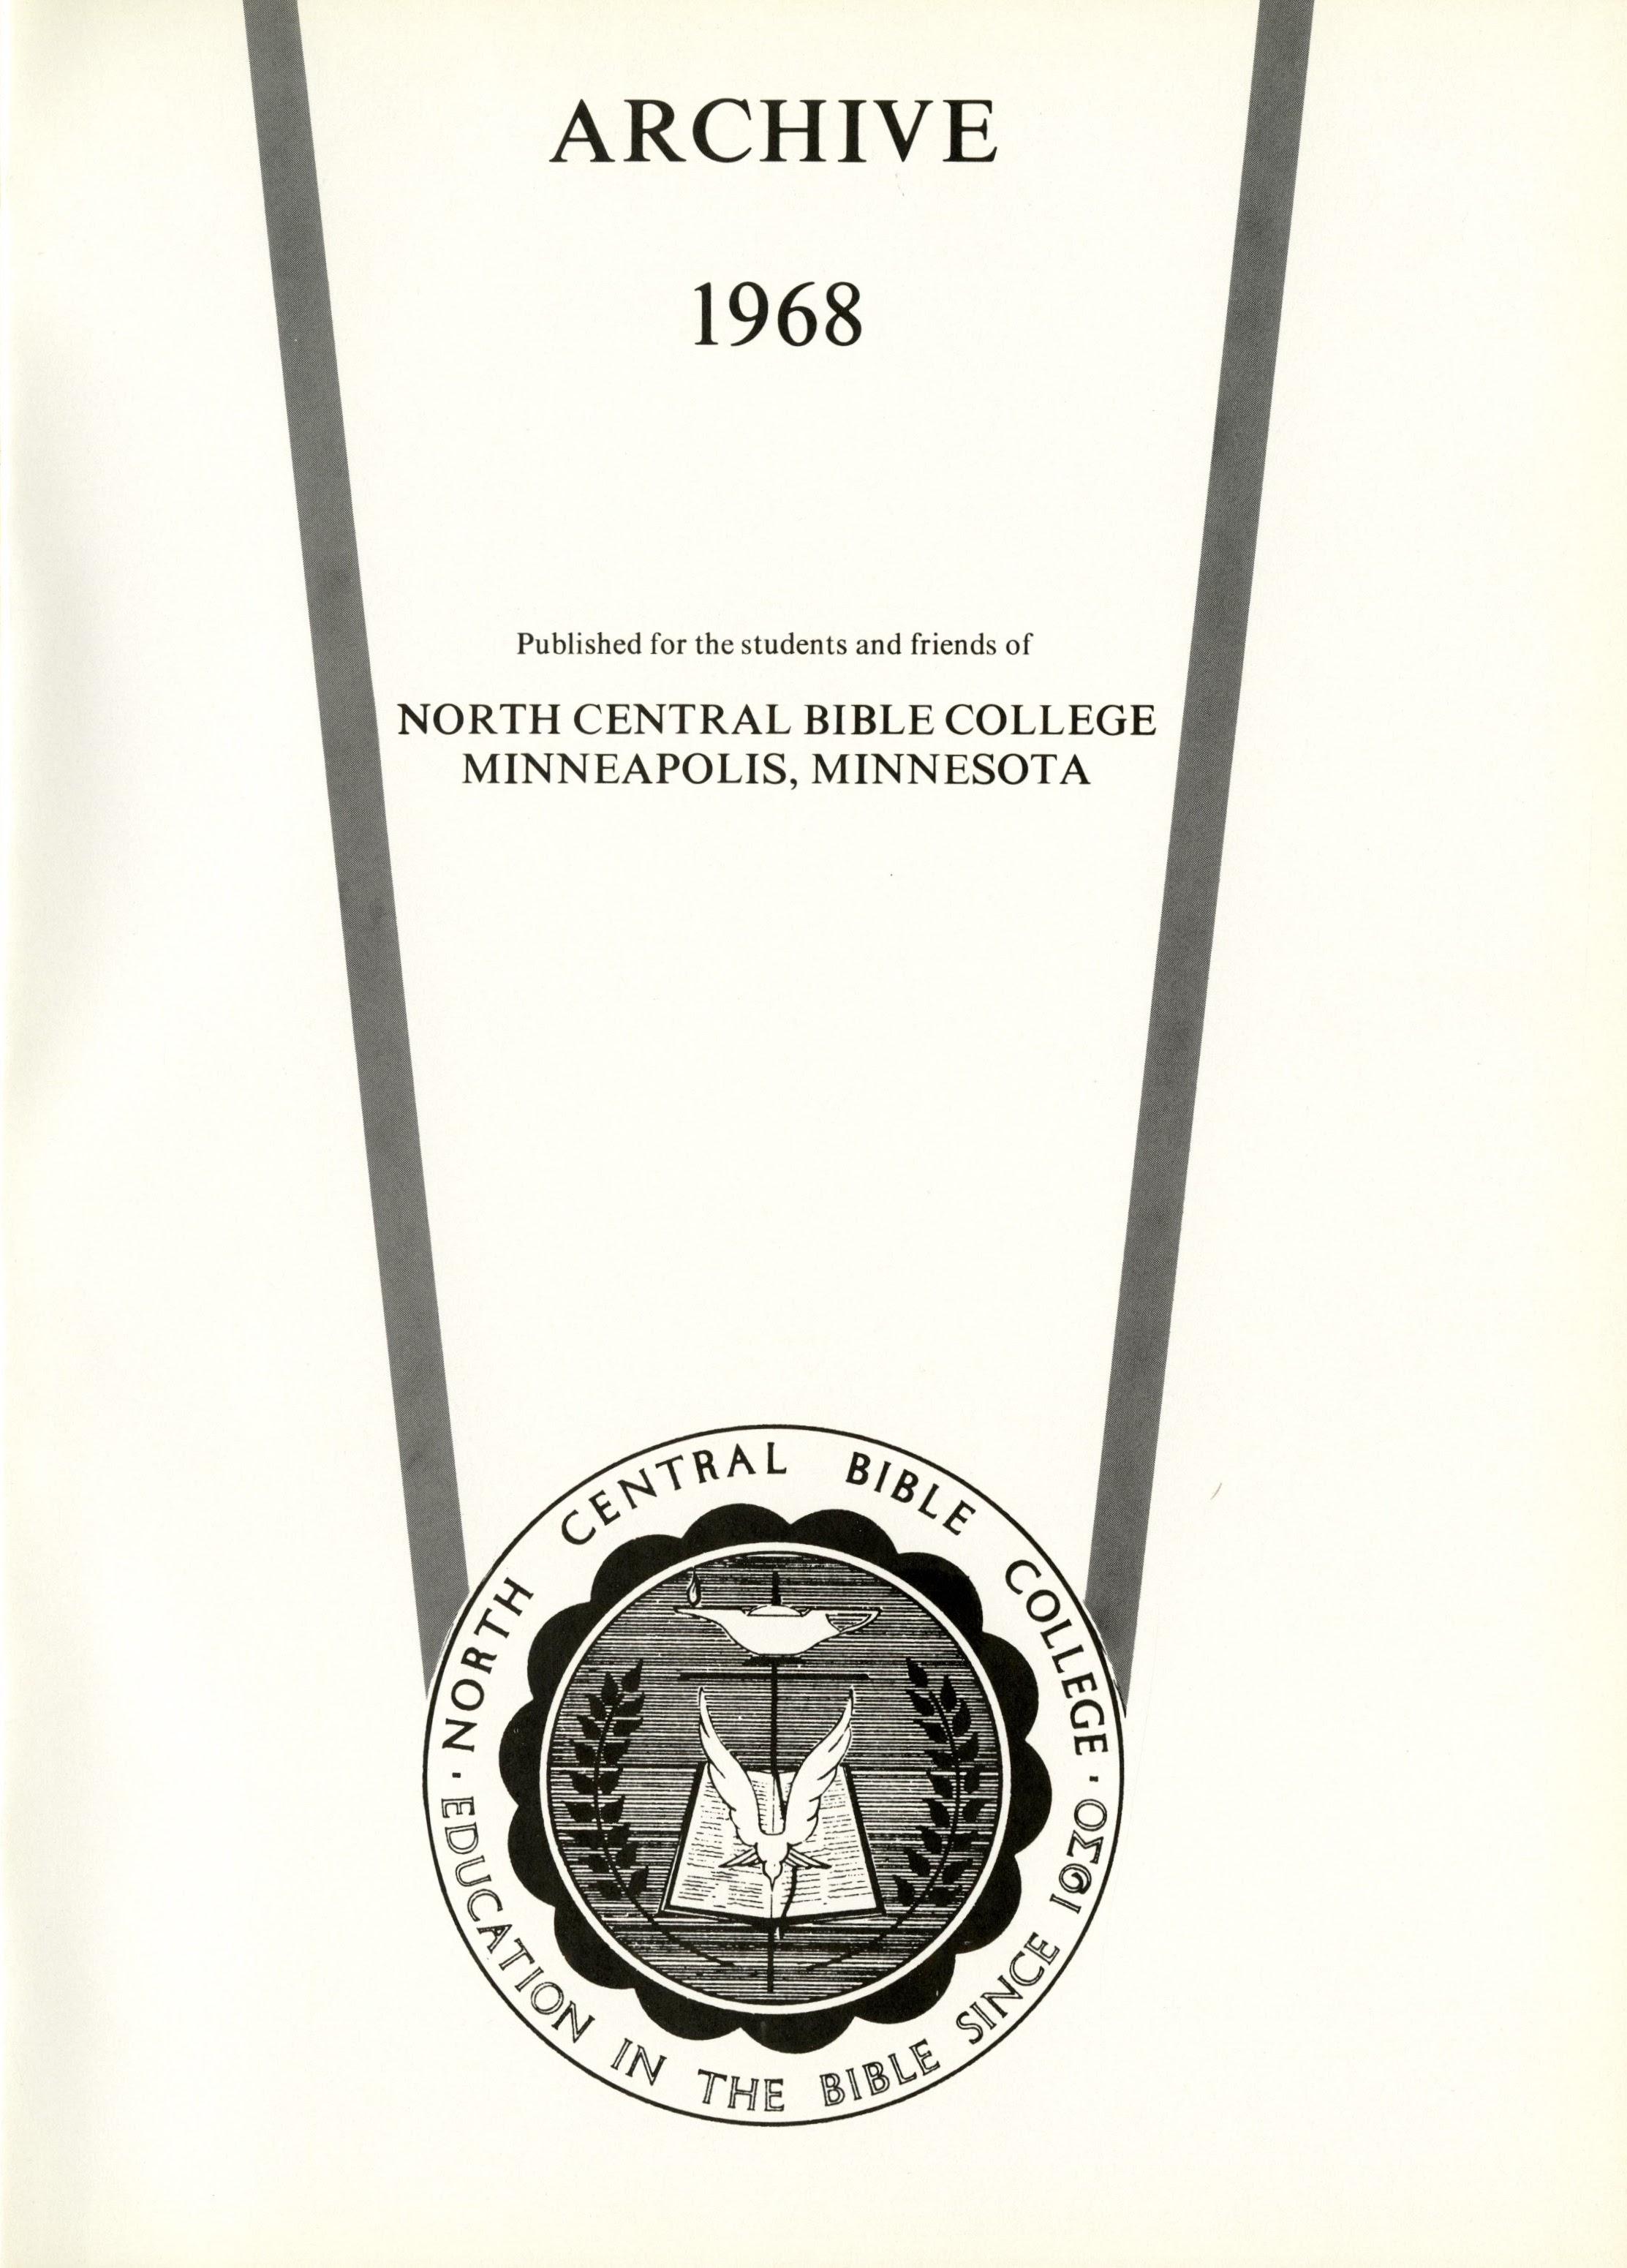 ARCHIVE
1968
Published for the students and friends of
NORTH CENTRAL BIBLE COLLEGE
MINNEAPOLIS, MINNESOTA
· NORTH CENTRAL BIBLE COLLEGE ·
EDUCATION IN THE BIBLE SINCE 1930